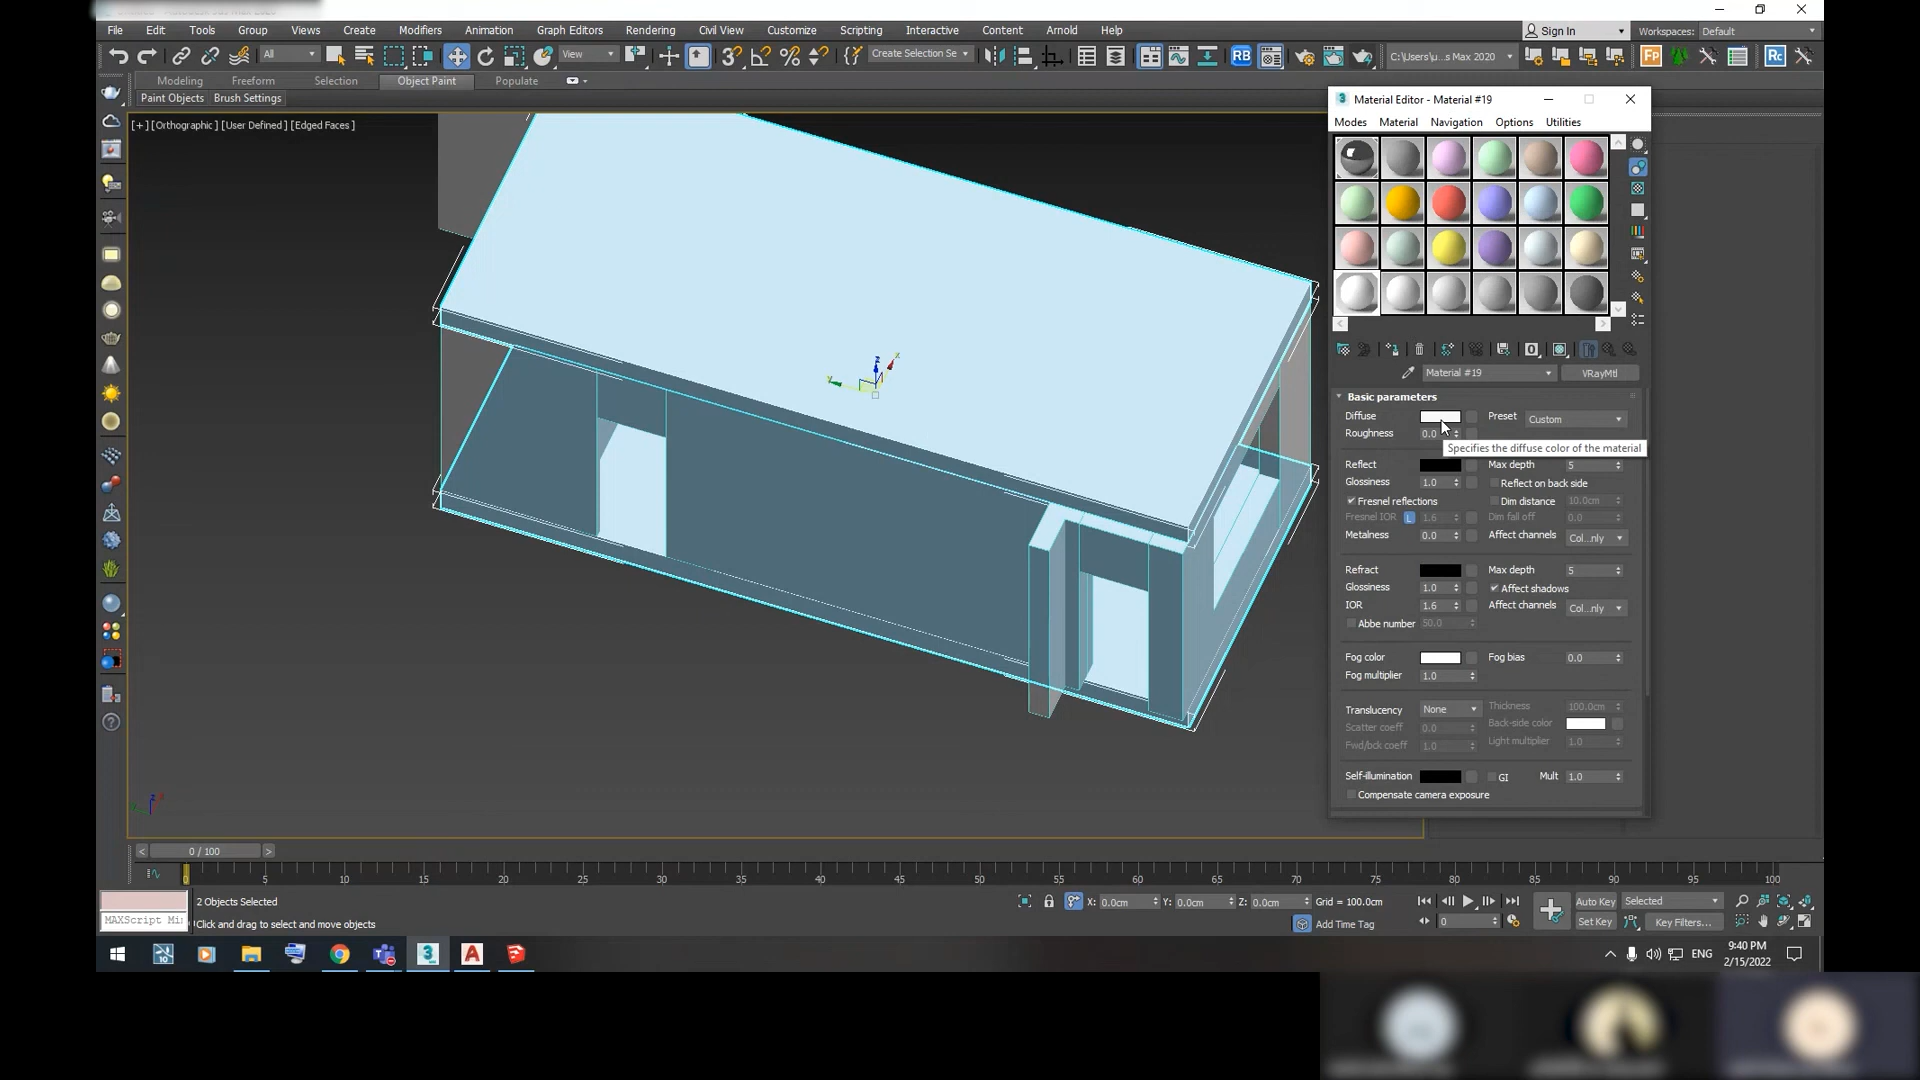 File Edit Tools Group Views Create Modifiers Animation Graph Editors Rendering Civil View Customize Scripting Interactive Content Arnold Help
Sign In Workspaces: Default
All View Create Selection Se RB C:\Users\μ...s Max 2020 Fp Rc
Modeling Freeform Selection Object Paint Populate
Paint Objects Brush Settings
[+] [Orthographic] [User Defined] [Edged Faces]
3 Material Editor - Material #19
Modes Material Navigation Options Utilities
0
Material #19 VRayMtl
Basic parameters
Diffuse Preset Custom
Roughness 0.0
Specifies the diffuse color of the material
Reflect Max depth 5
Glossiness 1.0 Reflect on back side
Fresnel reflections Dim distance 10.0cm
Fresnel IOR L 1.6 Dim fall off 0.0
Metalness 0.0 Affect channels Col...nly
Refract Max depth 5
Glossiness 1.0 Affect shadows
IOR 1.6 Affect channels Col...nly
Abbe number 50.0
Fog color Fog bias 0.0
Fog multiplier 1.0
Translucency None Thickness 100.0cm
Scatter coeff 0.0 Back-side color
Fwd/bck coeff 1.0 Light multiplier 1.0
Self-illumination GI Mult 1.0
Compensate camera exposure
z x y
z
< 0 / 100 >
0 5 10 15 20 25 30 35 40 45 50 55 60 65 70 75 80 85 90 95 100
2 Objects Selected X: 0.0cm Y: 0.0cm Z: 0.0cm Grid = 100.0cm Auto Key Selected
MAXScript Mi Click and drag to select and move objects Add Time Tag 0 Set Key Key Filters...
10 3 A ENG 9:40 PM
2/15/2022